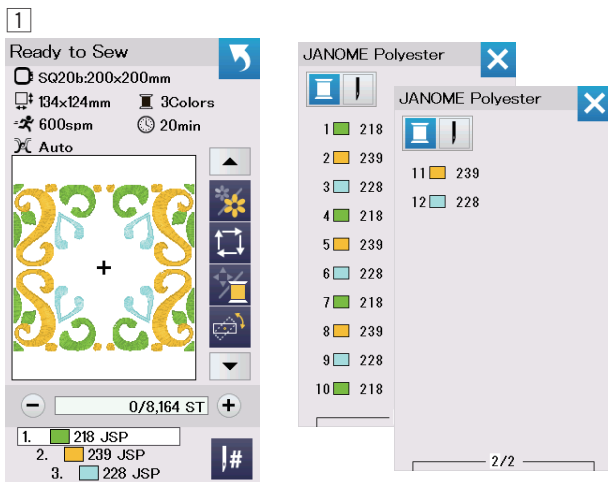 1
Ready to Sew
SQ20b:200x200mm
134x124mm 3Colors
600spm 20min
Auto
0/8,164 ST
1. 218 JSP
2. 239 JSP
3. 228 JSP
#
JANOME Polyester
1 218
2 239
3 228
4 218
5 239
6 228
7 218
8 239
9 228
10 218
JANOME Polyester
11 239
12 228
2/2